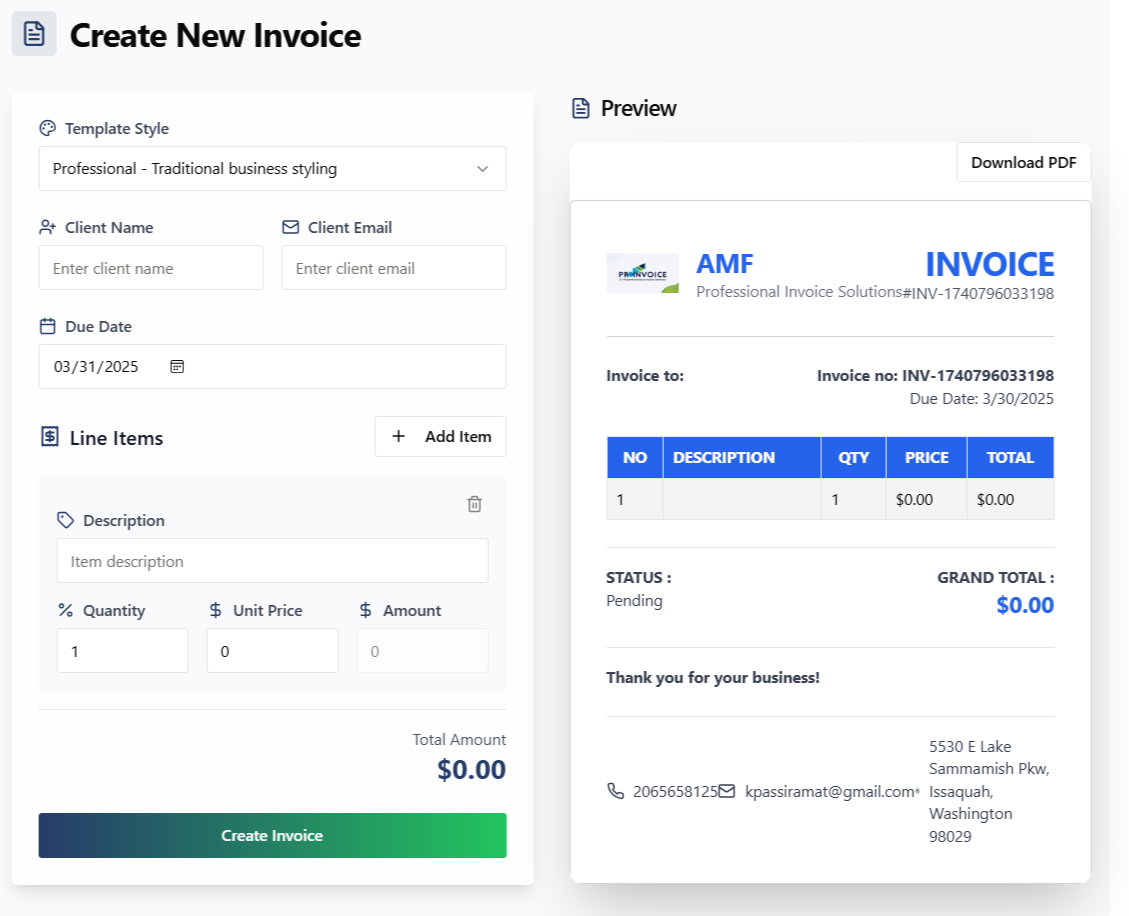 Create New Invoice
Template Style
Professional - Traditional business styling
Client Name
Client Email
Enter client name
Enter client email
Due Date
03/31/2025
Line Items
+ Add Item
Description
Item description
% Quantity
$ Unit Price
$ Amount
1
0
0
Total Amount
$0.00
Create Invoice
Preview
Download PDF
PROINVOICE
AMF
Professional Invoice Solutions
INVOICE
#INV-1740796033198
Invoice to:
Invoice no: INV-1740796033198
Due Date: 3/30/2025
NO DESCRIPTION QTY PRICE TOTAL
1 1 $0.00 $0.00
STATUS :
Pending
GRAND TOTAL :
$0.00
Thank you for your business!
2065658125
kpassiramat@gmail.com
5530 E Lake
Sammamish Pkw,
Issaquah,
Washington
98029